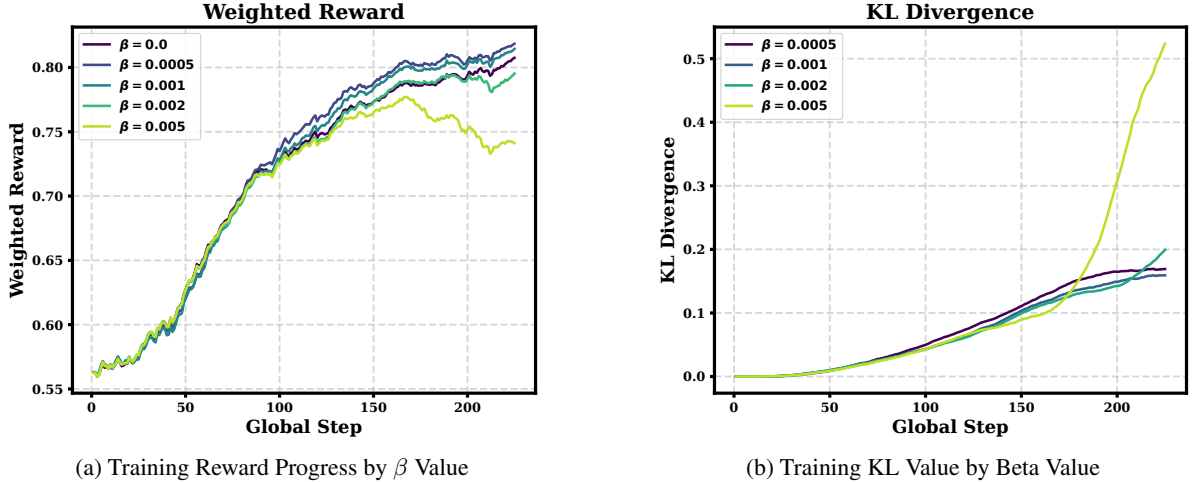 Weighted Reward
β = 0.0
β = 0.0005
β = 0.001
β = 0.002
β = 0.005
0.80
0.75
0.70
0.65
0.60
0.55
Weighted Reward
0
50
100
150
200
Global Step
(a) Training Reward Progress by β Value
KL Divergence
β = 0.0005
β = 0.001
β = 0.002
β = 0.005
0.5
0.4
0.3
0.2
0.1
0.0
KL Divergence
0
50
100
150
200
Global Step
(b) Training KL Value by Beta Value